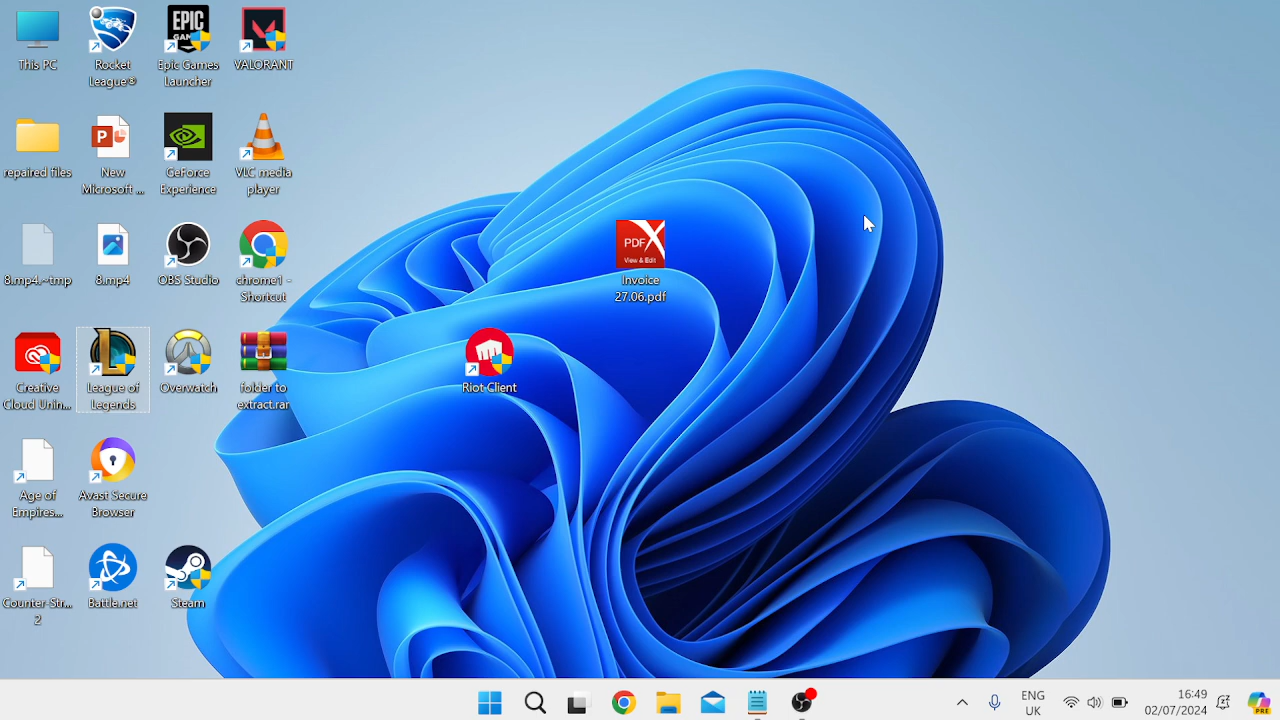 This PC
Rocket
League®
EPIC
GAMES
Epic Games
Launcher
VALORANT
repaired files
P
New
Microsoft ...
GeForce
Experience
VLC media
player
8.mp4.~tmp
8.mp4
OBS Studio
chrome1 -
Shortcut
PDFX
View & Edit
Invoice
27.06.pdf
Creative
Cloud Unin...
League of
Legends
Overwatch
folder to
extract.rar
Riot Client
Age of
Empires...
Avast Secure
Browser
Counter-Str...
2
Battle.net
Steam
ENG
UK
16:49
02/07/2024
PRE